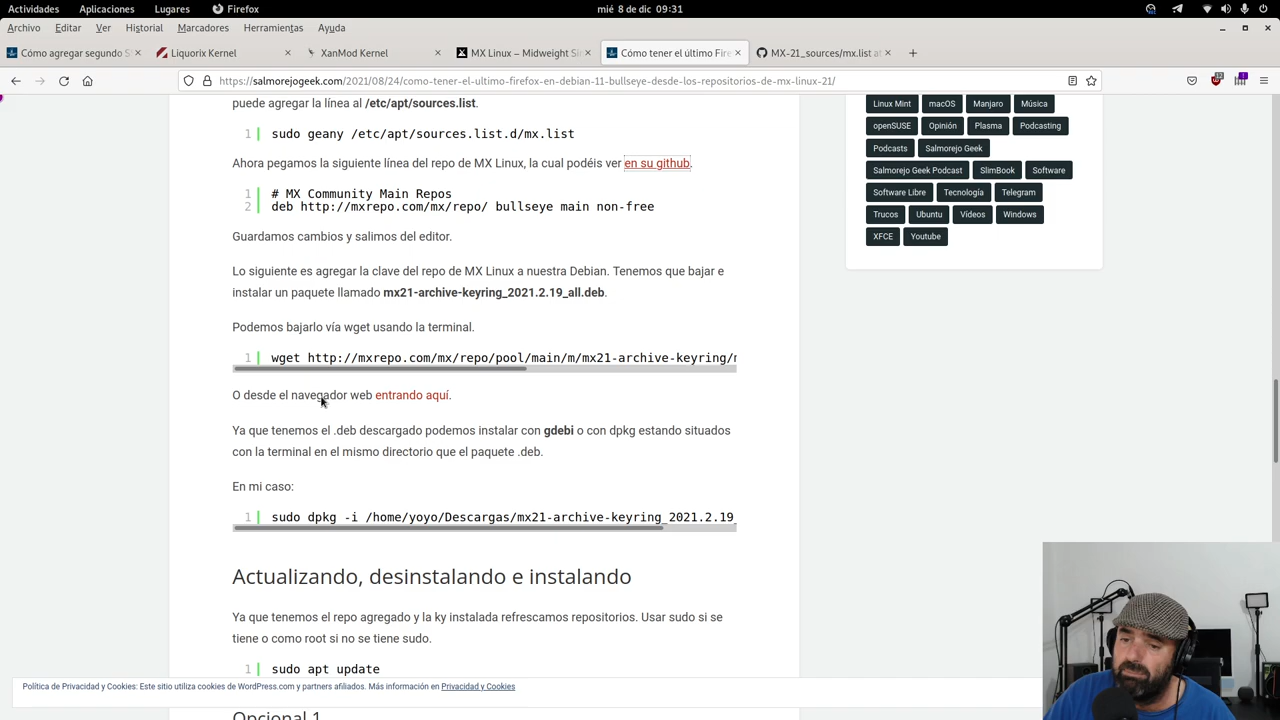 Actividades Aplicaciones Lugares Firefox mié 8 de dic 09:31
Archivo Editar Ver Historial Marcadores Herramientas Ayuda
Cómo agregar segundo S Liquorix Kernel XanMod Kernel MX Linux – Midweight Si Cómo tener el último Fire MX-21_sources/mx.list at
https://salmorejogeek.com/2021/08/24/como-tener-el-ultimo-firefox-en-debian-11-bullseye-desde-los-repositorios-de-mx-linux-21/
puede agregar la línea al /etc/apt/sources.list.
1 sudo geany /etc/apt/sources.list.d/mx.list
Ahora pegamos la siguiente línea del repo de MX Linux, la cual podéis ver en su github.
1 # MX Community Main Repos
2 deb http://mxrepo.com/mx/repo/ bullseye main non-free
Guardamos cambios y salimos del editor.
Lo siguiente es agregar la clave del repo de MX Linux a nuestra Debian. Tenemos que bajar e
instalar un paquete llamado mx21-archive-keyring_2021.2.19_all.deb.
Podemos bajarlo vía wget usando la terminal.
1 wget http://mxrepo.com/mx/repo/pool/main/m/mx21-archive-keyring/
O desde el navegador web entrando aquí.
Ya que tenemos el .deb descargado podemos instalar con gdebi o con dpkg estando situados
con la terminal en el mismo directorio que el paquete .deb.
En mi caso:
1 sudo dpkg -i /home/yoyo/Descargas/mx21-archive-keyring_2021.2.19_
Actualizando, desinstalando e instalando
Ya que tenemos el repo agregado y la ky instalada refrescamos repositorios. Usar sudo si se
tiene o como root si no se tiene sudo.
1 sudo apt update
Opcional 1
Linux Mint macOS Manjaro Música
openSUSE Opinión Plasma Podcasting
Podcasts Salmorejo Geek
Salmorejo Geek Podcast SlimBook Software
Software Libre Tecnología Telegram
Trucos Ubuntu Vídeos Windows
XFCE Youtube
Política de Privacidad y Cookies: Este sitio utiliza cookies de WordPress.com y partners afiliados. Más información en Privacidad y Cookies